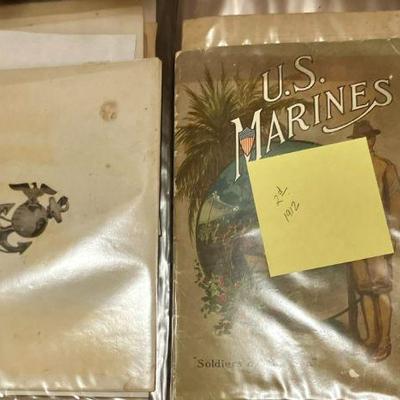 U.S.
MARINES
2d
1912
"Soldiers